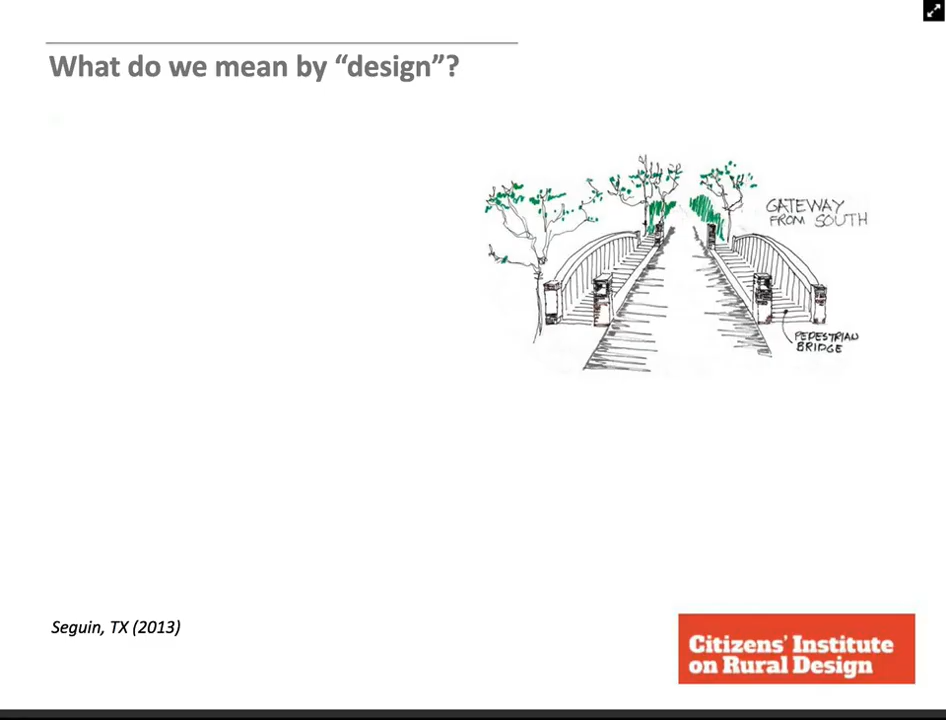 What do we mean by “design”?
GATEWAY
FROM SOUTH
PEDESTRIAN
BRIDGE
Seguin, TX (2013)
Citizens’ Institute
on Rural Design